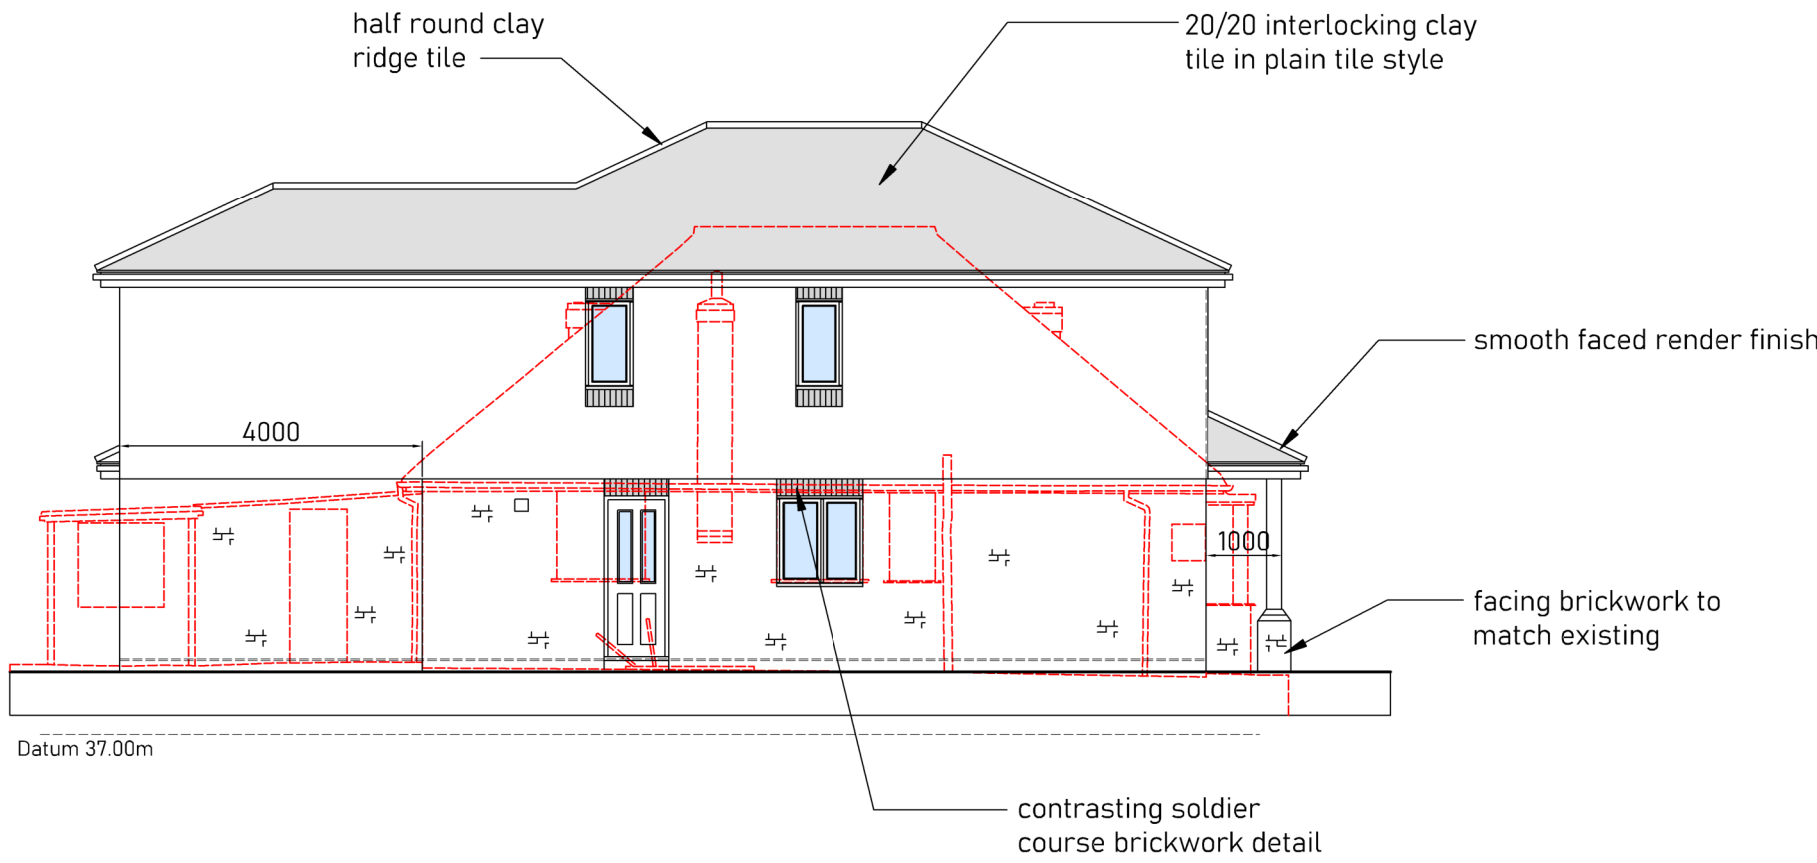 half round clay
ridge tile
20/20 interlocking clay
tile in plain tile style
smooth faced render finish
4000
1000
facing brickwork to
match existing
Datum 37.00m
contrasting soldier
course brickwork detail